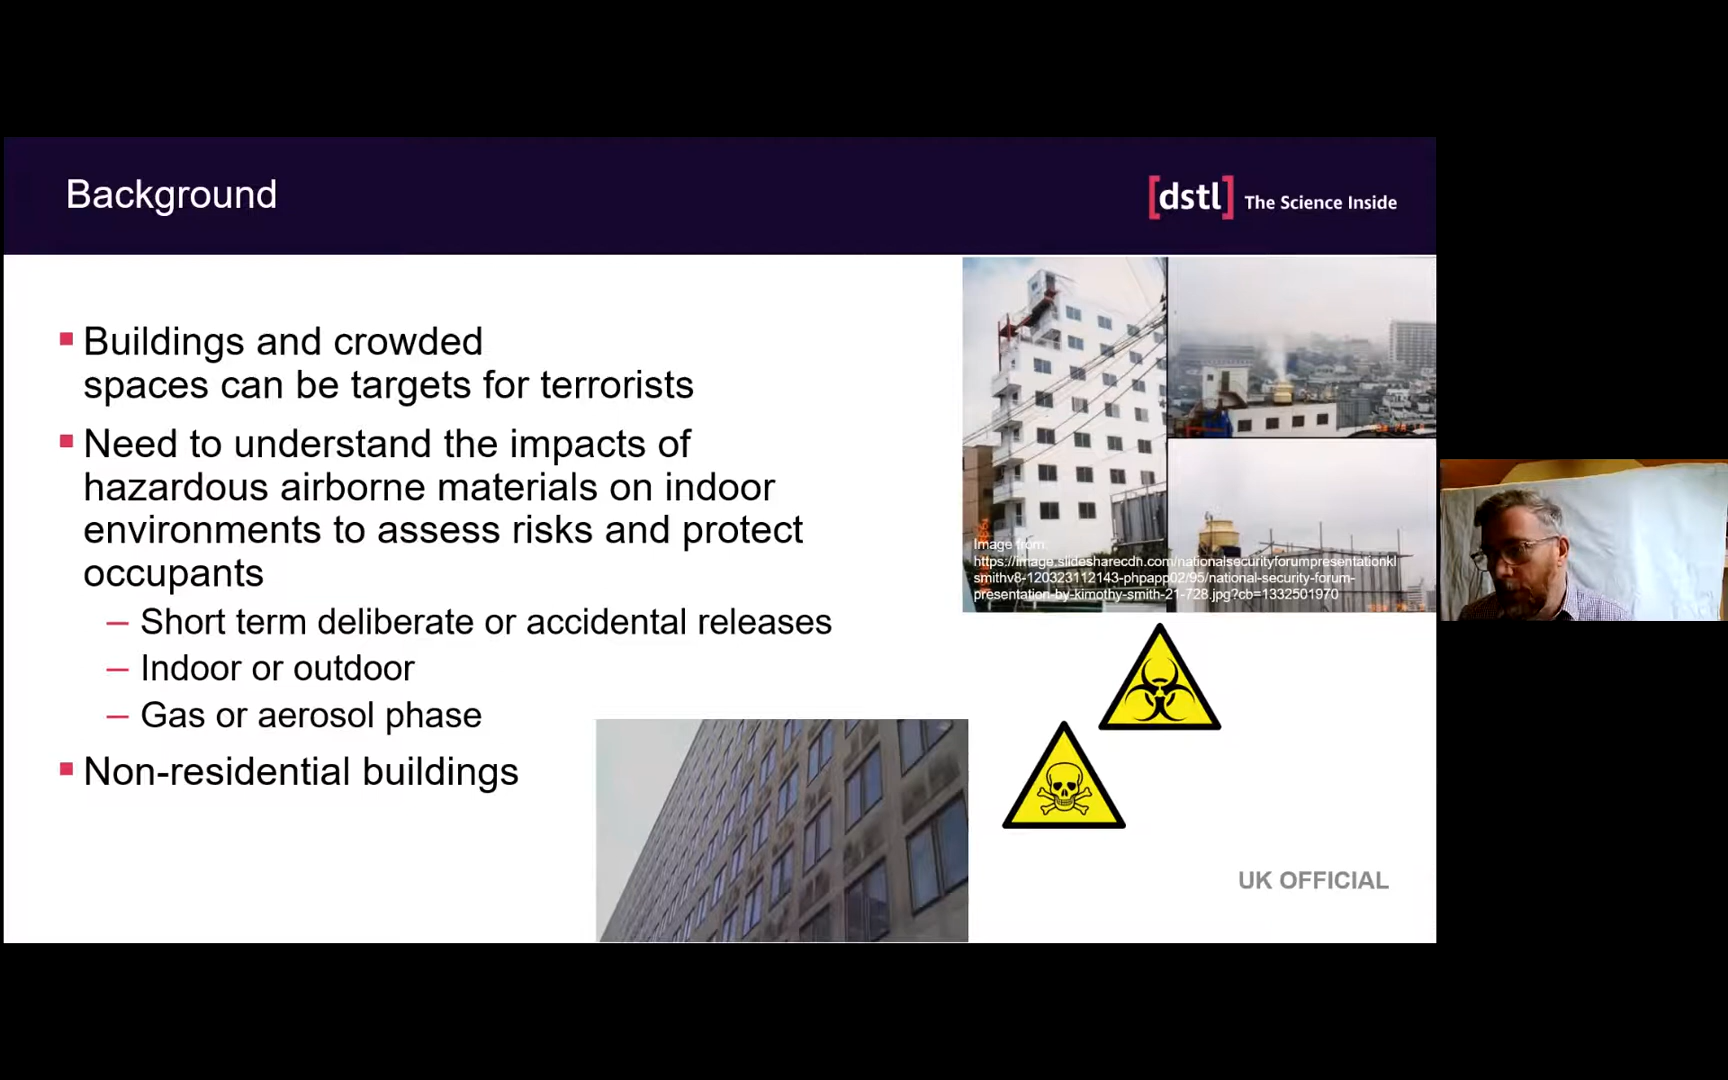 Background
[dstl] The Science Inside
Buildings and crowded
spaces can be targets for terrorists
Need to understand the impacts of
hazardous airborne materials on indoor
environments to assess risks and protect
occupants
– Short term deliberate or accidental releases
– Indoor or outdoor
– Gas or aerosol phase
Non-residential buildings
Image from:
https://image.slidesharecdn.com/nationalsecurityforumpresentationkl
smithv8-120323112143-phpapp02/95/national-security-forum-
presentation-by-kimothy-smith-21-728.jpg?cb=1332501970
UK OFFICIAL